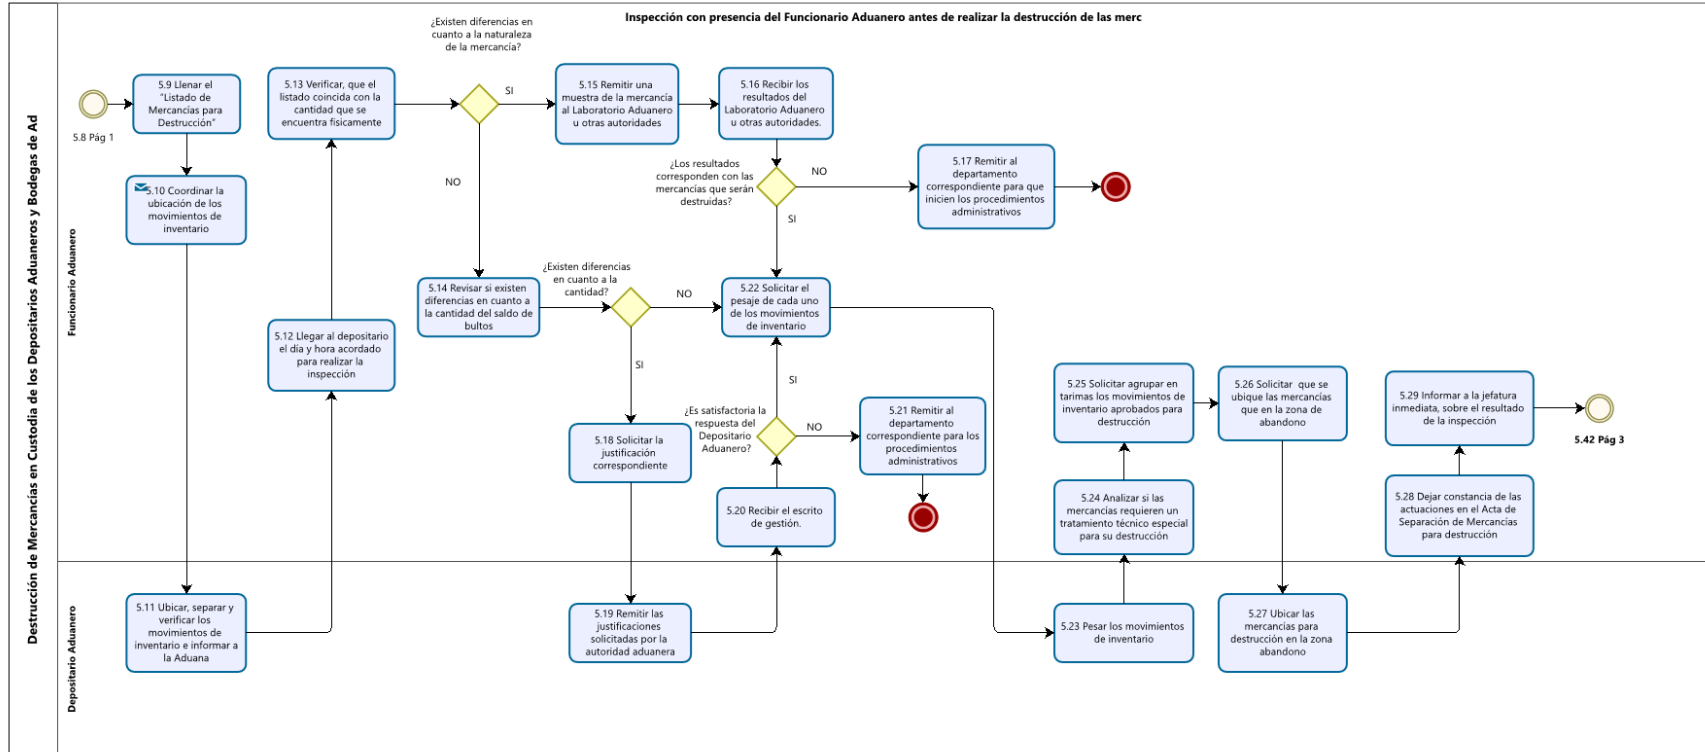 Inspección con presencia del Funcionario Aduanero antes de realizar la destrucción de las merc
Destrucción de Mercancías en Custodia de los Depositarios Aduaneros y Bodegas de Ad
Funcionario Aduanero
Depositario Aduanero
5.8 Pág 1
5.9 Llenar el
“Listado de
Mercancías para
Destrucción”
5.10 Coordinar la
ubicación de los
movimientos de
inventario
5.11 Ubicar, separar y
verificar los
movimientos de
inventario e informar a
la Aduana
5.12 Llegar al depositario
el día y hora acordado
para realizar la
inspección
5.13 Verificar, que el
listado coincida con la
cantidad que se
encuentra fisicamente
¿Existen diferencias en
cuanto a la naturaleza
de la mercancía?
SI
NO
5.15 Remitir una
muestra de la mercancía
al Laboratorio Aduanero
u otras autoridades
5.16 Recibir los
resultados del
Laboratorio Aduanero
u otras autoridades.
¿Los resultados
corresponden con las
mercancías que serán
destruidas?
NO
SI
5.17 Remitir al
departamento
correspondiente para que
inicien los procedimientos
administrativos
5.14 Revisar si existen
diferencias en cuanto a
la cantidad del saldo de
bultos
¿Existen diferencias
en cuanto a la
cantidad?
NO
SI
5.22 Solicitar el
pesaje de cada uno
de los movimientos
de inventario
5.18 Solicitar la
justificación
correspondiente
5.19 Remitir las
justificaciones
solicitadas por la
autoridad aduanera
5.20 Recibir el escrito
de gestión.
¿Es satisfactoria la
respuesta del
Depositario
Aduanero?
SI
NO
5.21 Remitir al
departamento
correspondiente para los
procedimientos
administrativos
5.23 Pesar los movimientos
de inventario
5.24 Analizar si las
mercancías requieren un
tratamiento técnico especial
para su destrucción
5.25 Solicitar agrupar en
tarimas los movimientos de
inventario aprobados para
destrucción
5.26 Solicitar que se
ubique las mercancías
que en la zona de
abandono
5.27 Ubicar las
mercancías para
destrucción en la zona
abandono
5.28 Dejar constancia de las
actuaciones en el Acta de
Separación de Mercancías
para destrucción
5.29 Informar a la jefatura
inmediata, sobre el resultado
de la inspección
5.42 Pág 3